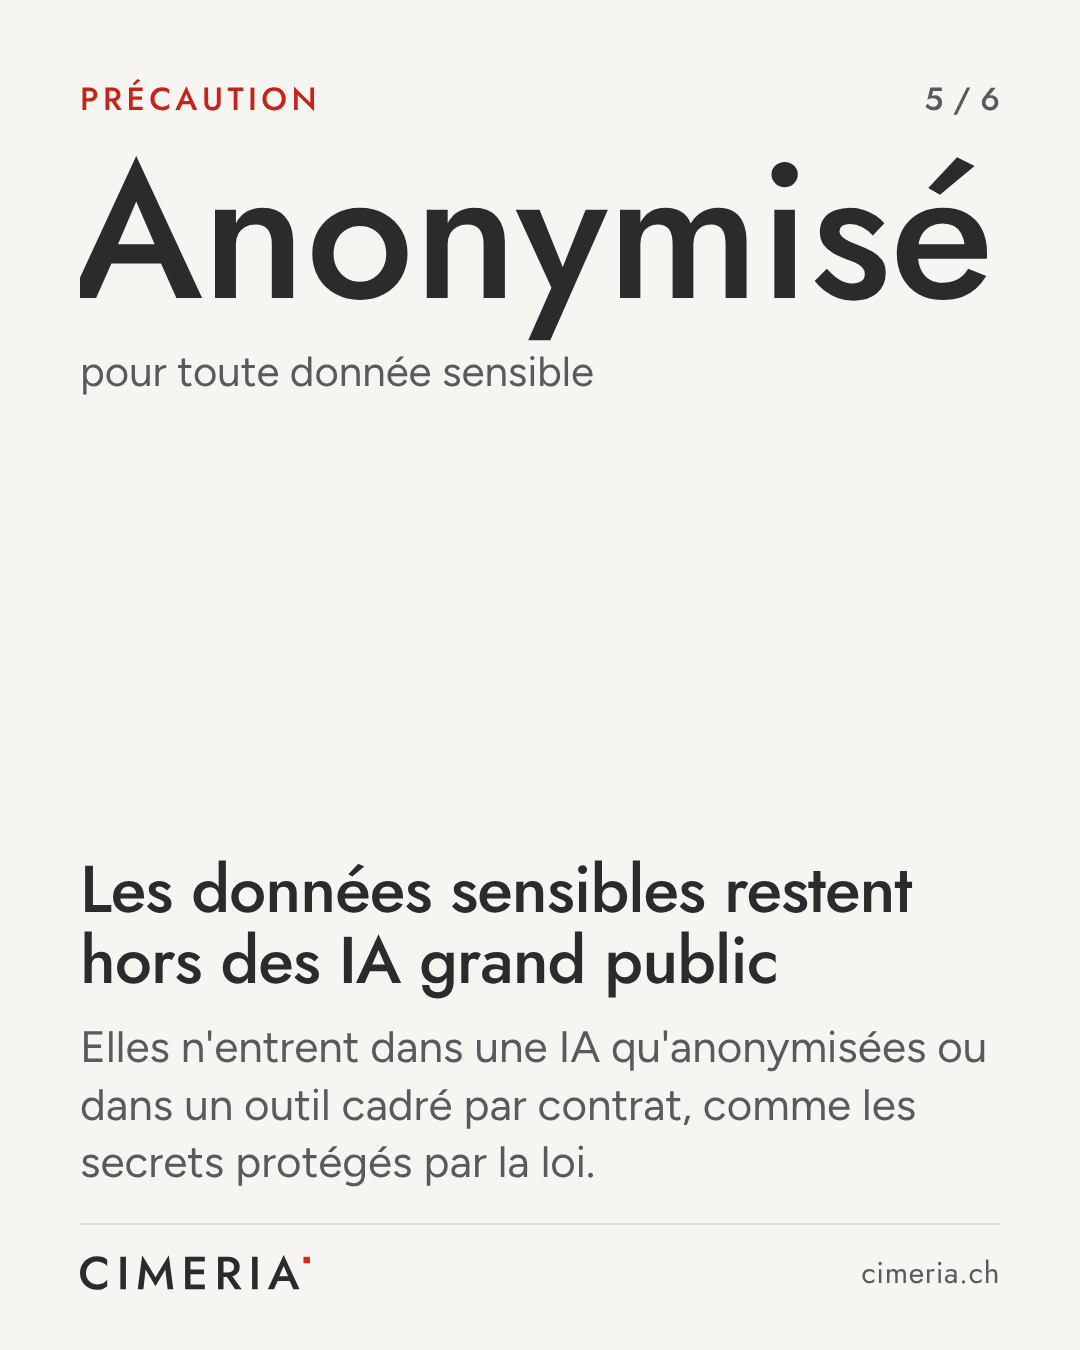 PRÉCAUTION
5 / 6
Anonymisé
pour toute donnée sensible
Les données sensibles restent
hors des IA grand public
Elles n'entrent dans une IA qu'anonymisées ou
dans un outil cadré par contrat, comme les
secrets protégés par la loi.
CIMERIA
cimeria.ch